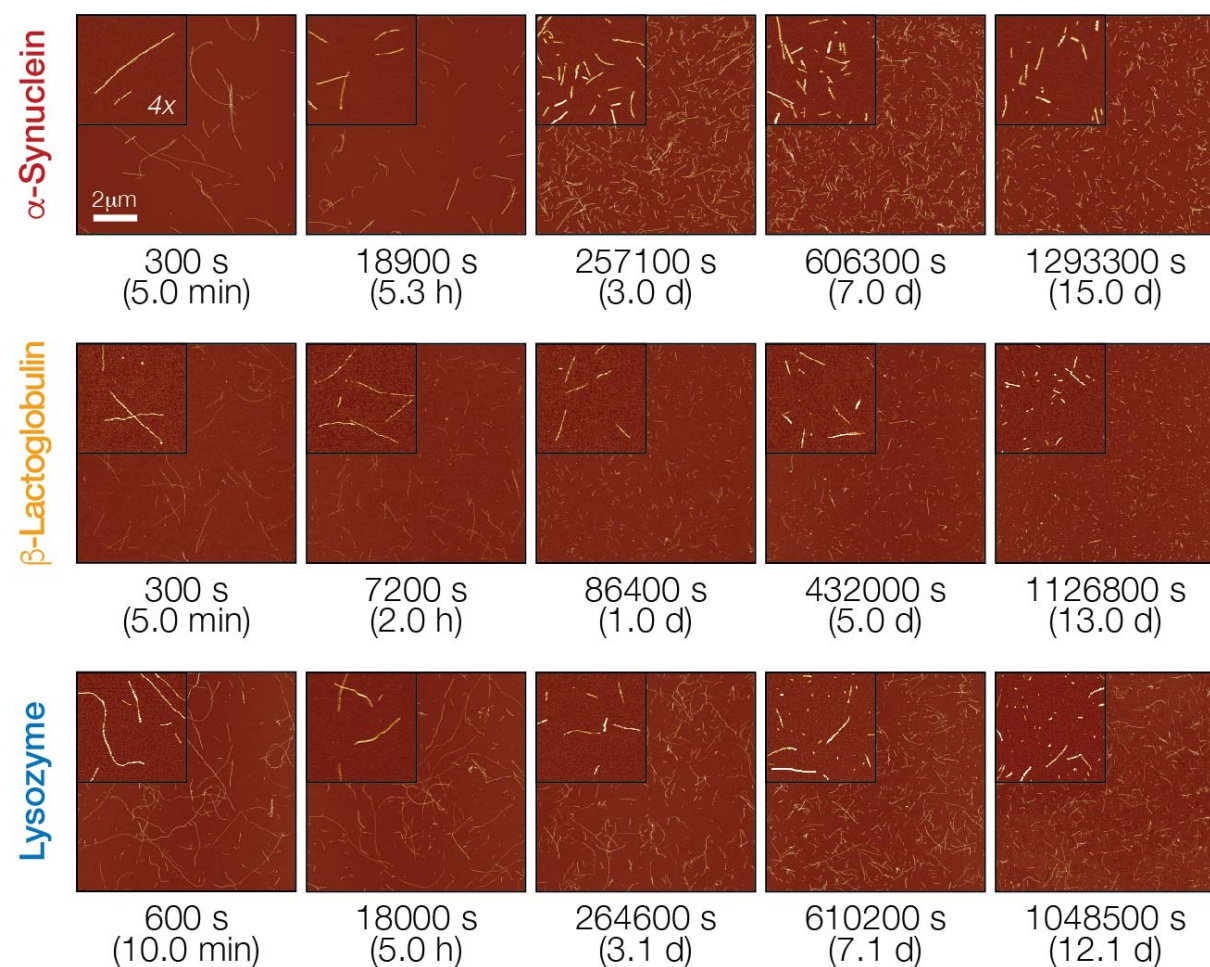 α-Synuclein
4x
2μm
300 s
(5.0 min)
18900 s
(5.3 h)
257100 s
(3.0 d)
606300 s
(7.0 d)
1293300 s
(15.0 d)
β-Lactoglobulin
300 s
(5.0 min)
7200 s
(2.0 h)
86400 s
(1.0 d)
432000 s
(5.0 d)
1126800 s
(13.0 d)
Lysozyme
600 s
(10.0 min)
18000 s
(5.0 h)
264600 s
(3.1 d)
610200 s
(7.1 d)
1048500 s
(12.1 d)